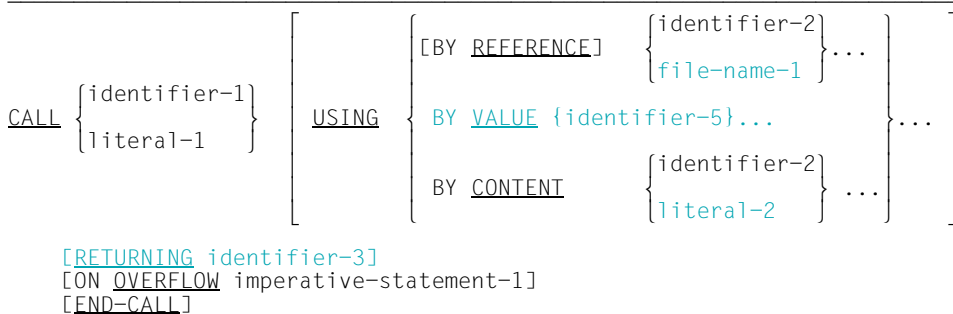 {identifier-2
[BY REFERENCE] {file-name-1 }...
CALL {identifier-1} {literal-1} [ USING { BY VALUE {identifier-5}... }... ]
BY CONTENT {identifier-2} {literal-2} ...
[RETURNING identifier-3]
[ON OVERFLOW imperative-statement-1]
[END-CALL]